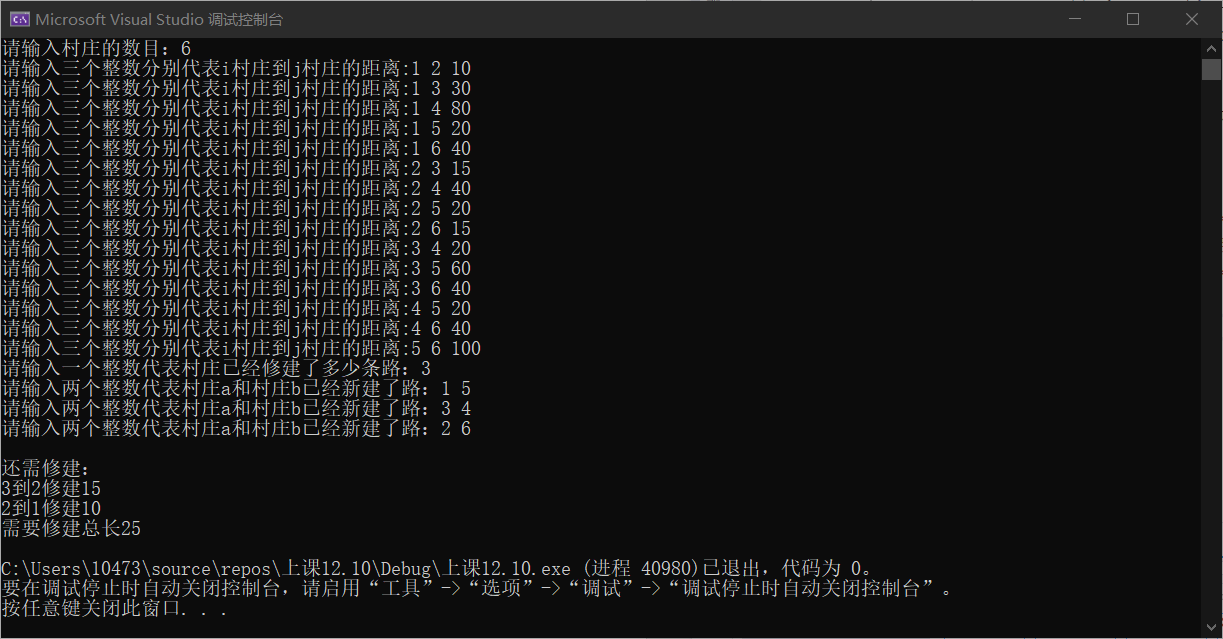 Microsoft Visual Studio 调试控制台
请输入村庄的数目：6
请输入三个整数分别代表i村庄到j村庄的距离:1 2 10
请输入三个整数分别代表i村庄到j村庄的距离:1 3 30
请输入三个整数分别代表i村庄到j村庄的距离:1 4 80
请输入三个整数分别代表i村庄到j村庄的距离:1 5 20
请输入三个整数分别代表i村庄到j村庄的距离:1 6 40
请输入三个整数分别代表i村庄到j村庄的距离:2 3 15
请输入三个整数分别代表i村庄到j村庄的距离:2 4 40
请输入三个整数分别代表i村庄到j村庄的距离:2 5 20
请输入三个整数分别代表i村庄到j村庄的距离:2 6 15
请输入三个整数分别代表i村庄到j村庄的距离:3 4 20
请输入三个整数分别代表i村庄到j村庄的距离:3 5 60
请输入三个整数分别代表i村庄到j村庄的距离:3 6 40
请输入三个整数分别代表i村庄到j村庄的距离:4 5 20
请输入三个整数分别代表i村庄到j村庄的距离:4 6 40
请输入三个整数分别代表i村庄到j村庄的距离:5 6 100
请输入一个整数代表村庄已经修建了多少条路：3
请输入两个整数代表村庄a和村庄b已经新建了路：1 5
请输入两个整数代表村庄a和村庄b已经新建了路：3 4
请输入两个整数代表村庄a和村庄b已经新建了路：2 6
还需修建：
3到2修建15
2到1修建10
需要修建总长25
C:\Users\10473\source\repos\上课12.10\Debug\上课12.10.exe (进程 40980)已退出，代码为 0。
要在调试停止时自动关闭控制台，请启用“工具”->“选项”->“调试”->“调试停止时自动关闭控制台”。
按任意键关闭此窗口. . .